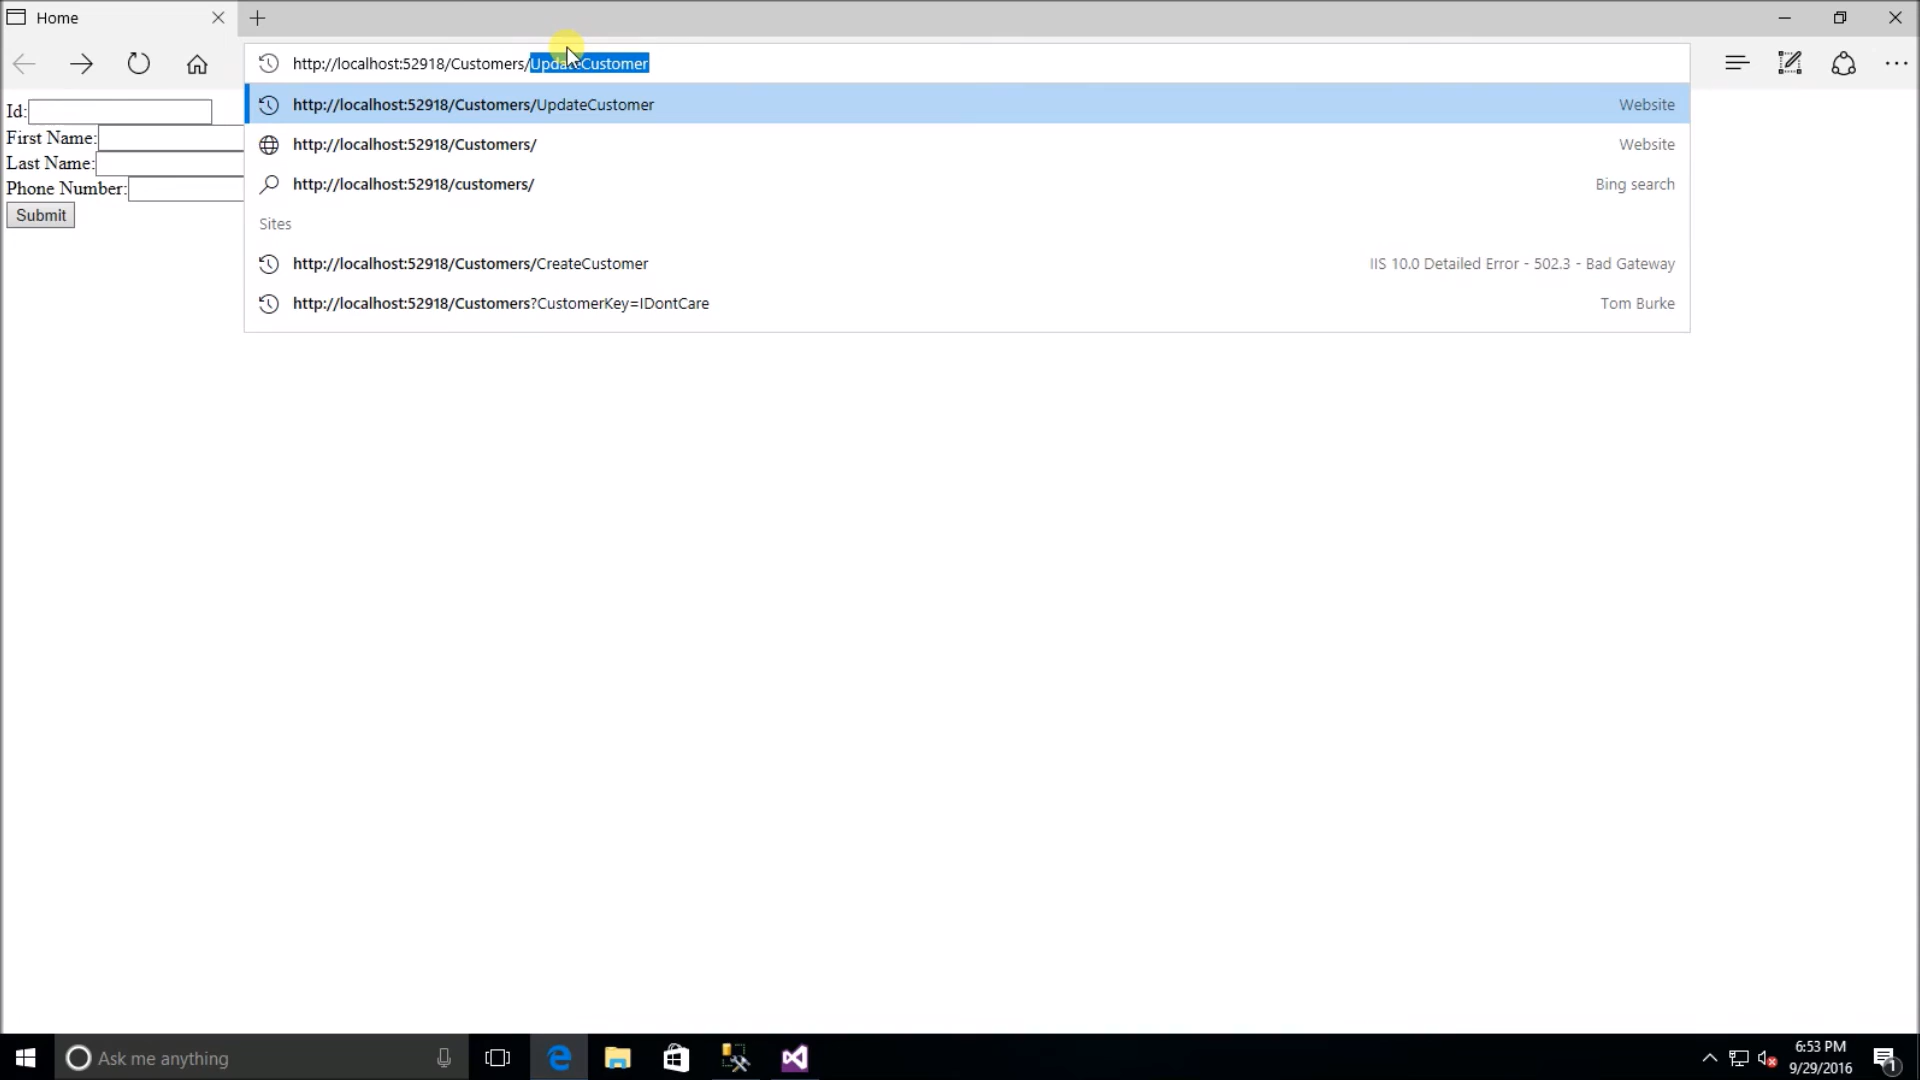 Home
http://localhost:52918/Customers/UpdateCustomer
http://localhost:52918/Customers/UpdateCustomer Website
http://localhost:52918/Customers/ Website
http://localhost:52918/customers/ Bing search
Sites
http://localhost:52918/Customers/CreateCustomer IIS 10.0 Detailed Error - 502.3 - Bad Gateway
http://localhost:52918/Customers?CustomerKey=IDontCare Tom Burke
Id:
First Name:
Last Name:
Phone Number:
Submit
Ask me anything
6:53 PM
9/29/2016
1